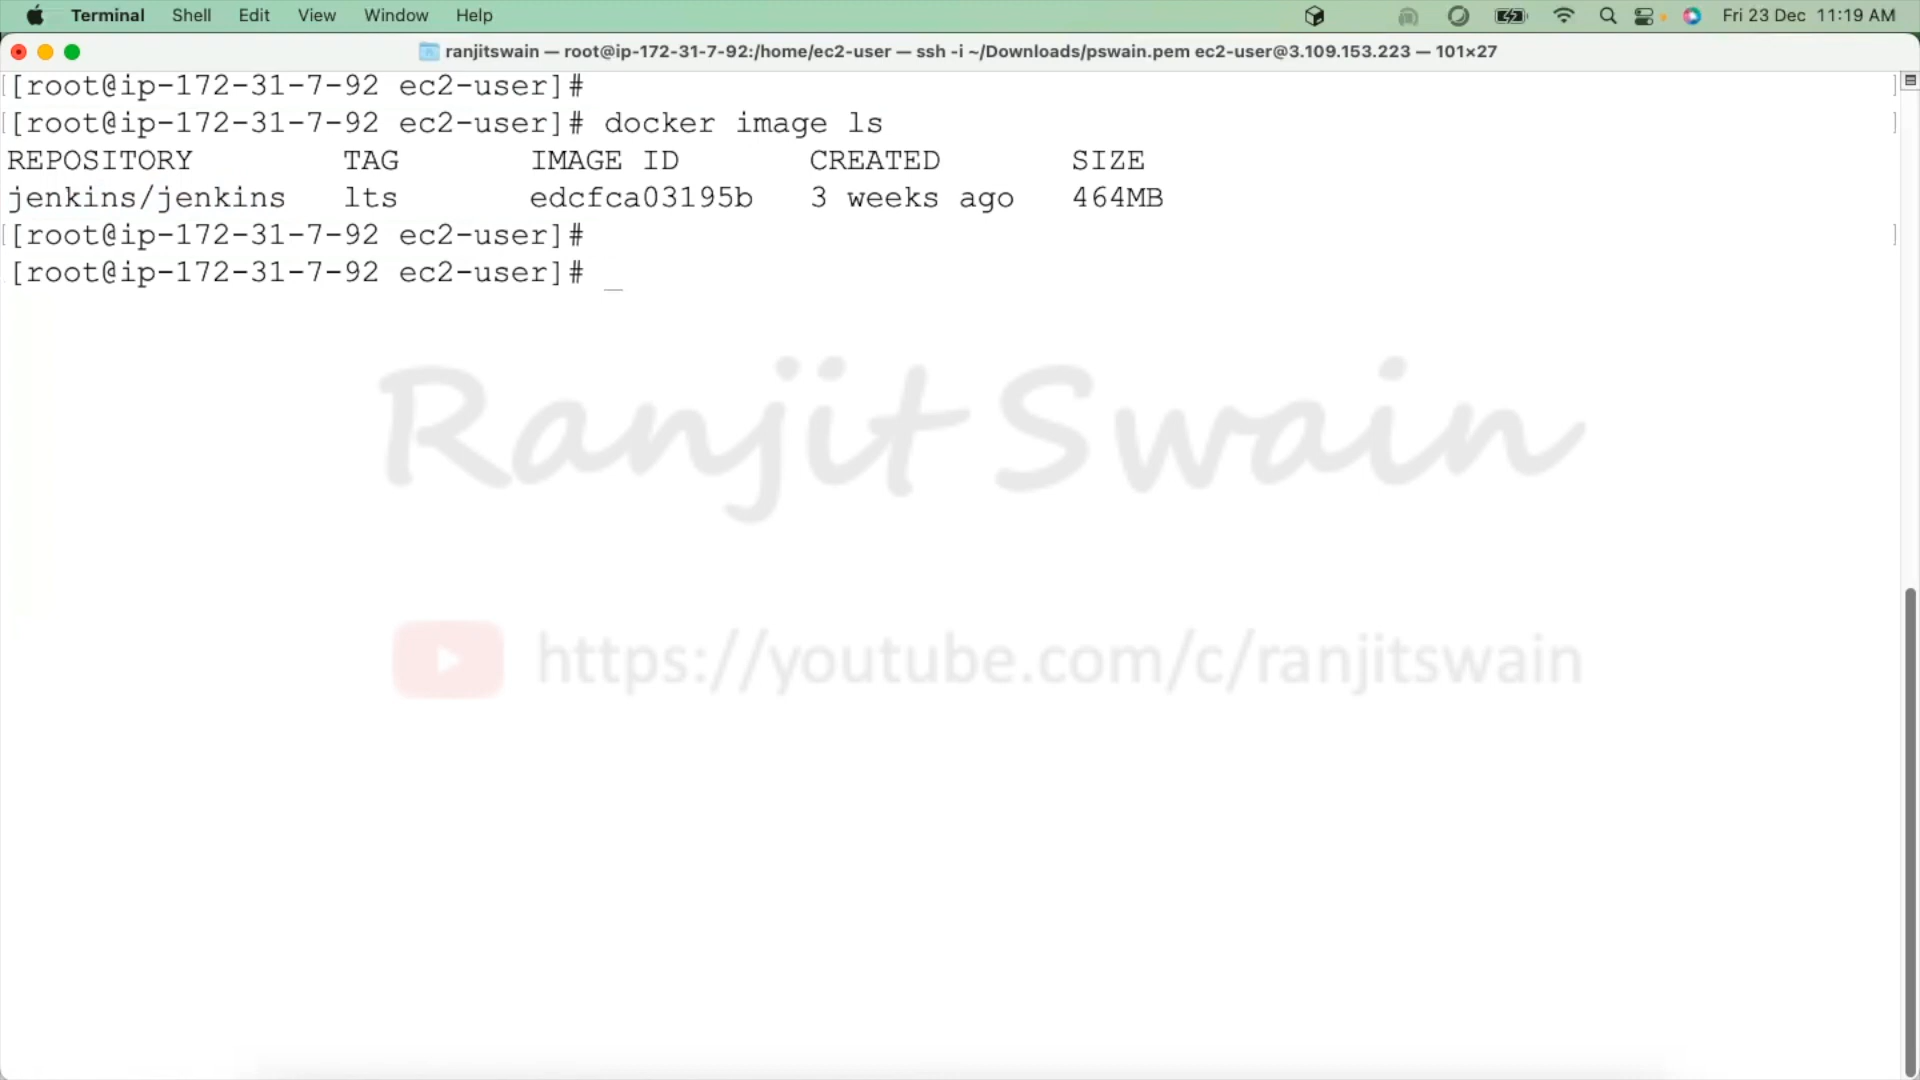 Terminal Shell Edit View Window Help Fri 23 Dec 11:19 AM
ranjitswain — root@ip-172-31-7-92:/home/ec2-user — ssh -i ~/Downloads/pswain.pem ec2-user@3.109.153.223 — 101×27
[[root@ip-172-31-7-92 ec2-user]# ]
[[root@ip-172-31-7-92 ec2-user]# docker image ls ]
REPOSITORY TAG IMAGE ID CREATED SIZE
jenkins/jenkins lts edcfca03195b 3 weeks ago 464MB
[[root@ip-172-31-7-92 ec2-user]# ]
[root@ip-172-31-7-92 ec2-user]# _
Ranjit Swain
https://youtube.com/c/ranjitswain